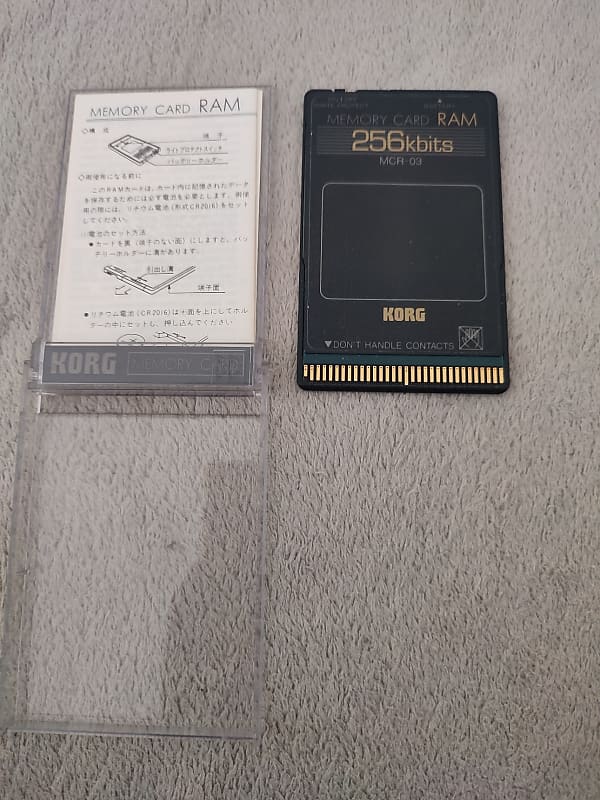 MEMORY CARD RAM
◇構 成
端 子
ライトプロテクトスイッチ
バッテリーホルダー
◇御使用になる前に
このRAMカードは、カード内に記憶されたデータ
を保存するためには必ず電池を必要とします。御使
用の際には、リチウム電池(形式CR2016)をセット
してください。
電池のセット方法
●カードを裏(端子のない面)にしますと、バッ
テリーホルダーに溝があります。
引出し溝
端子面
●リチウム電池(CR2016)は+面を上にしてホル
ダーの中にセットし、押し込んでください
KORG MEMORY CARD
MEMORY CARD RAM
256kbits
MCR-03
KORG
▼DON'T HANDLE CONTACTS